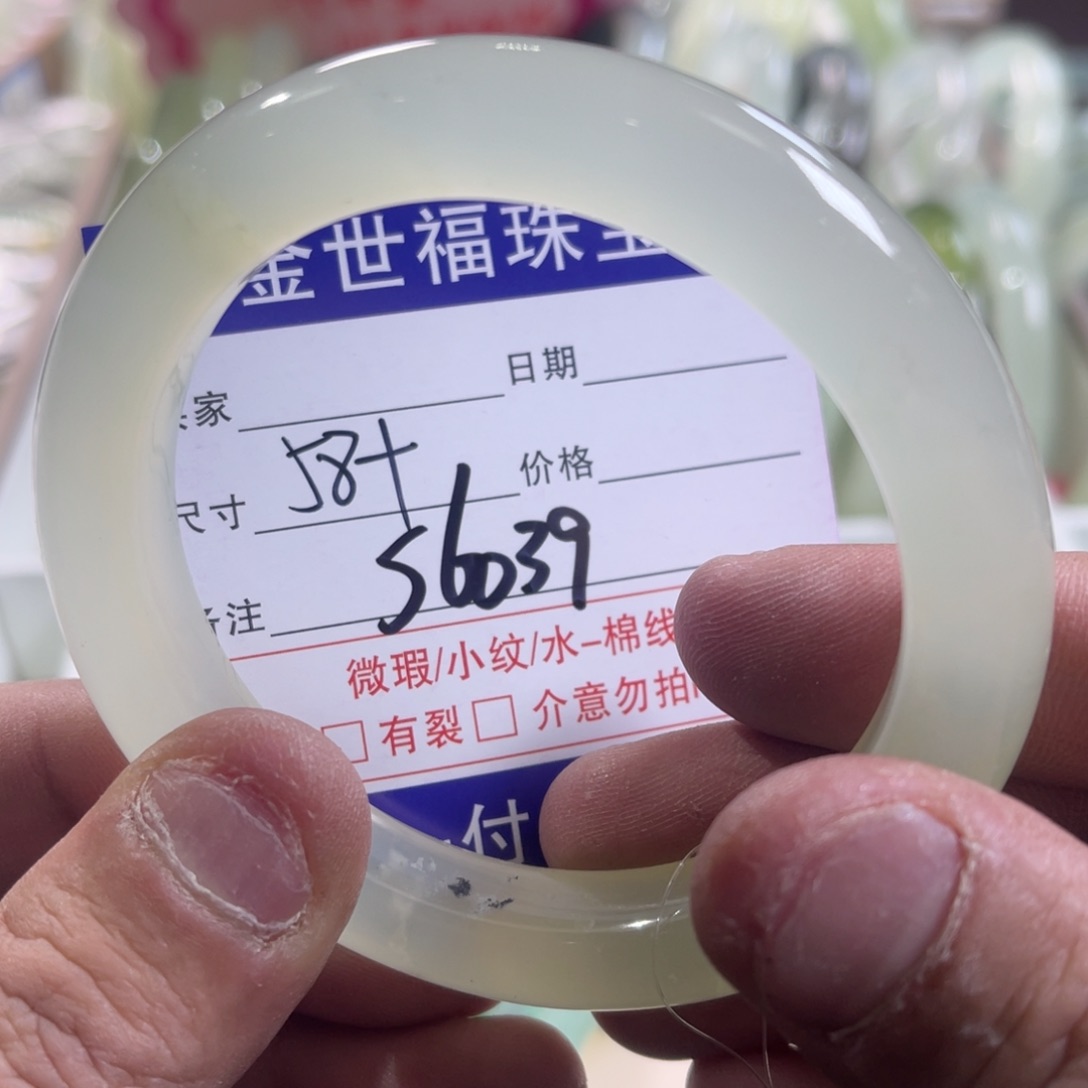 金世福珠宝
家 日期
尺寸 58+ 价格
56039
备注
微瑕/小纹/水-棉线
有裂 介意勿拍
付